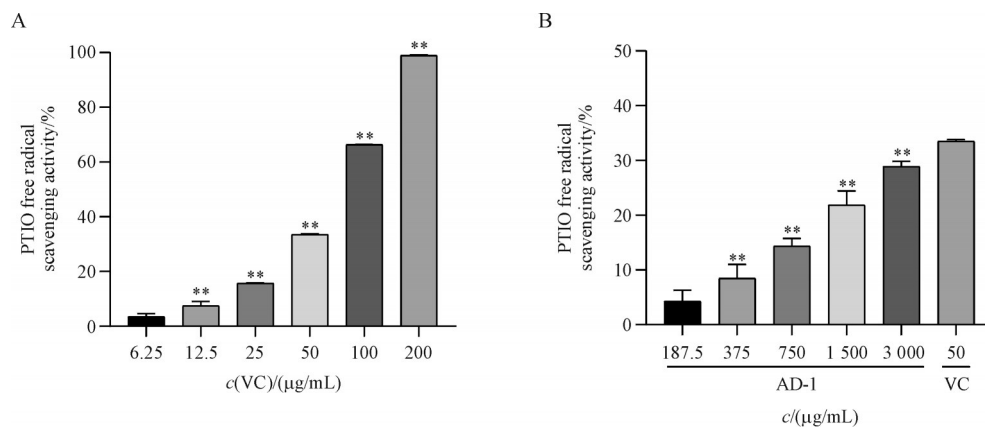 A
PTIO free radical
scavenging activity/%
100
80
60
40
20
0
**
**
**
**
**
6.25 12.5 25 50 100 200
c(VC)/(μg/mL)
B
PTIO free radical
scavenging activity/%
50
40
30
20
10
0
**
**
**
**
187.5 375 750 1 500 3 000 50
AD-1 VC
c/(μg/mL)